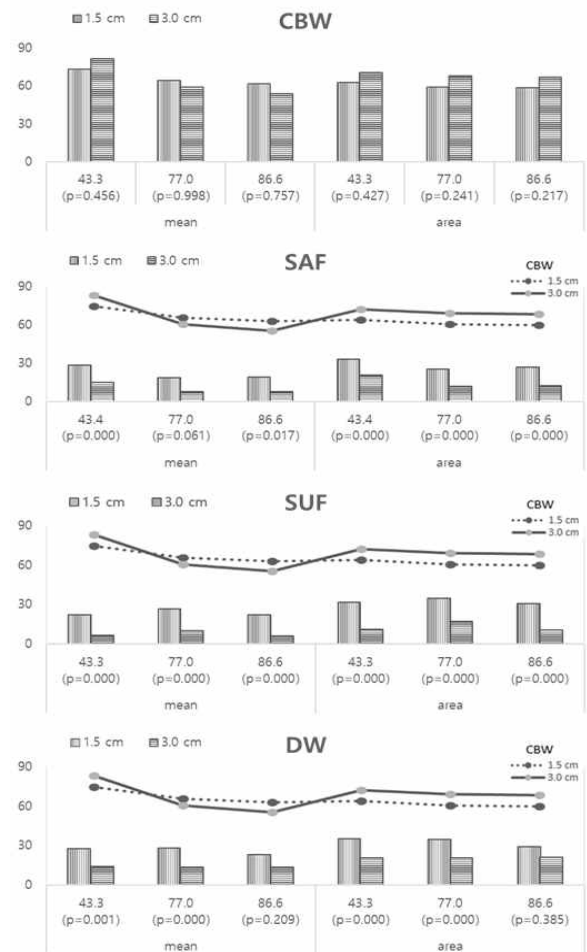 1.5 cm 3.0 cm CBW
90
60
30
0
43.3 77.0 86.6 43.3 77.0 86.6
(p=0.456) (p=0.998) (p=0.757) (p=0.427) (p=0.241) (p=0.217)
mean area
1.5 cm 3.0 cm SAF CBW
1.5 cm
3.0 cm
90
60
30
0
43.4 77.0 86.6 43.4 77.0 86.6
(p=0.000) (p=0.061) (p=0.017) (p=0.000) (p=0.000) (p=0.000)
mean area
1.5 cm 3.0 cm SUF CBW
1.5 cm
3.0 cm
90
60
30
0
43.3 77.0 86.6 43.3 77.0 86.6
(p=0.000) (p=0.000) (p=0.000) (p=0.000) (p=0.000) (p=0.000)
mean area
1.5 cm 3.0 cm DW CBW
1.5 cm
3.0 cm
90
60
30
0
43.3 77.0 86.6 43.3 77.0 86.6
(p=0.001) (p=0.000) (p=0.209) (p=0.000) (p=0.000) (p=0.385)
mean area